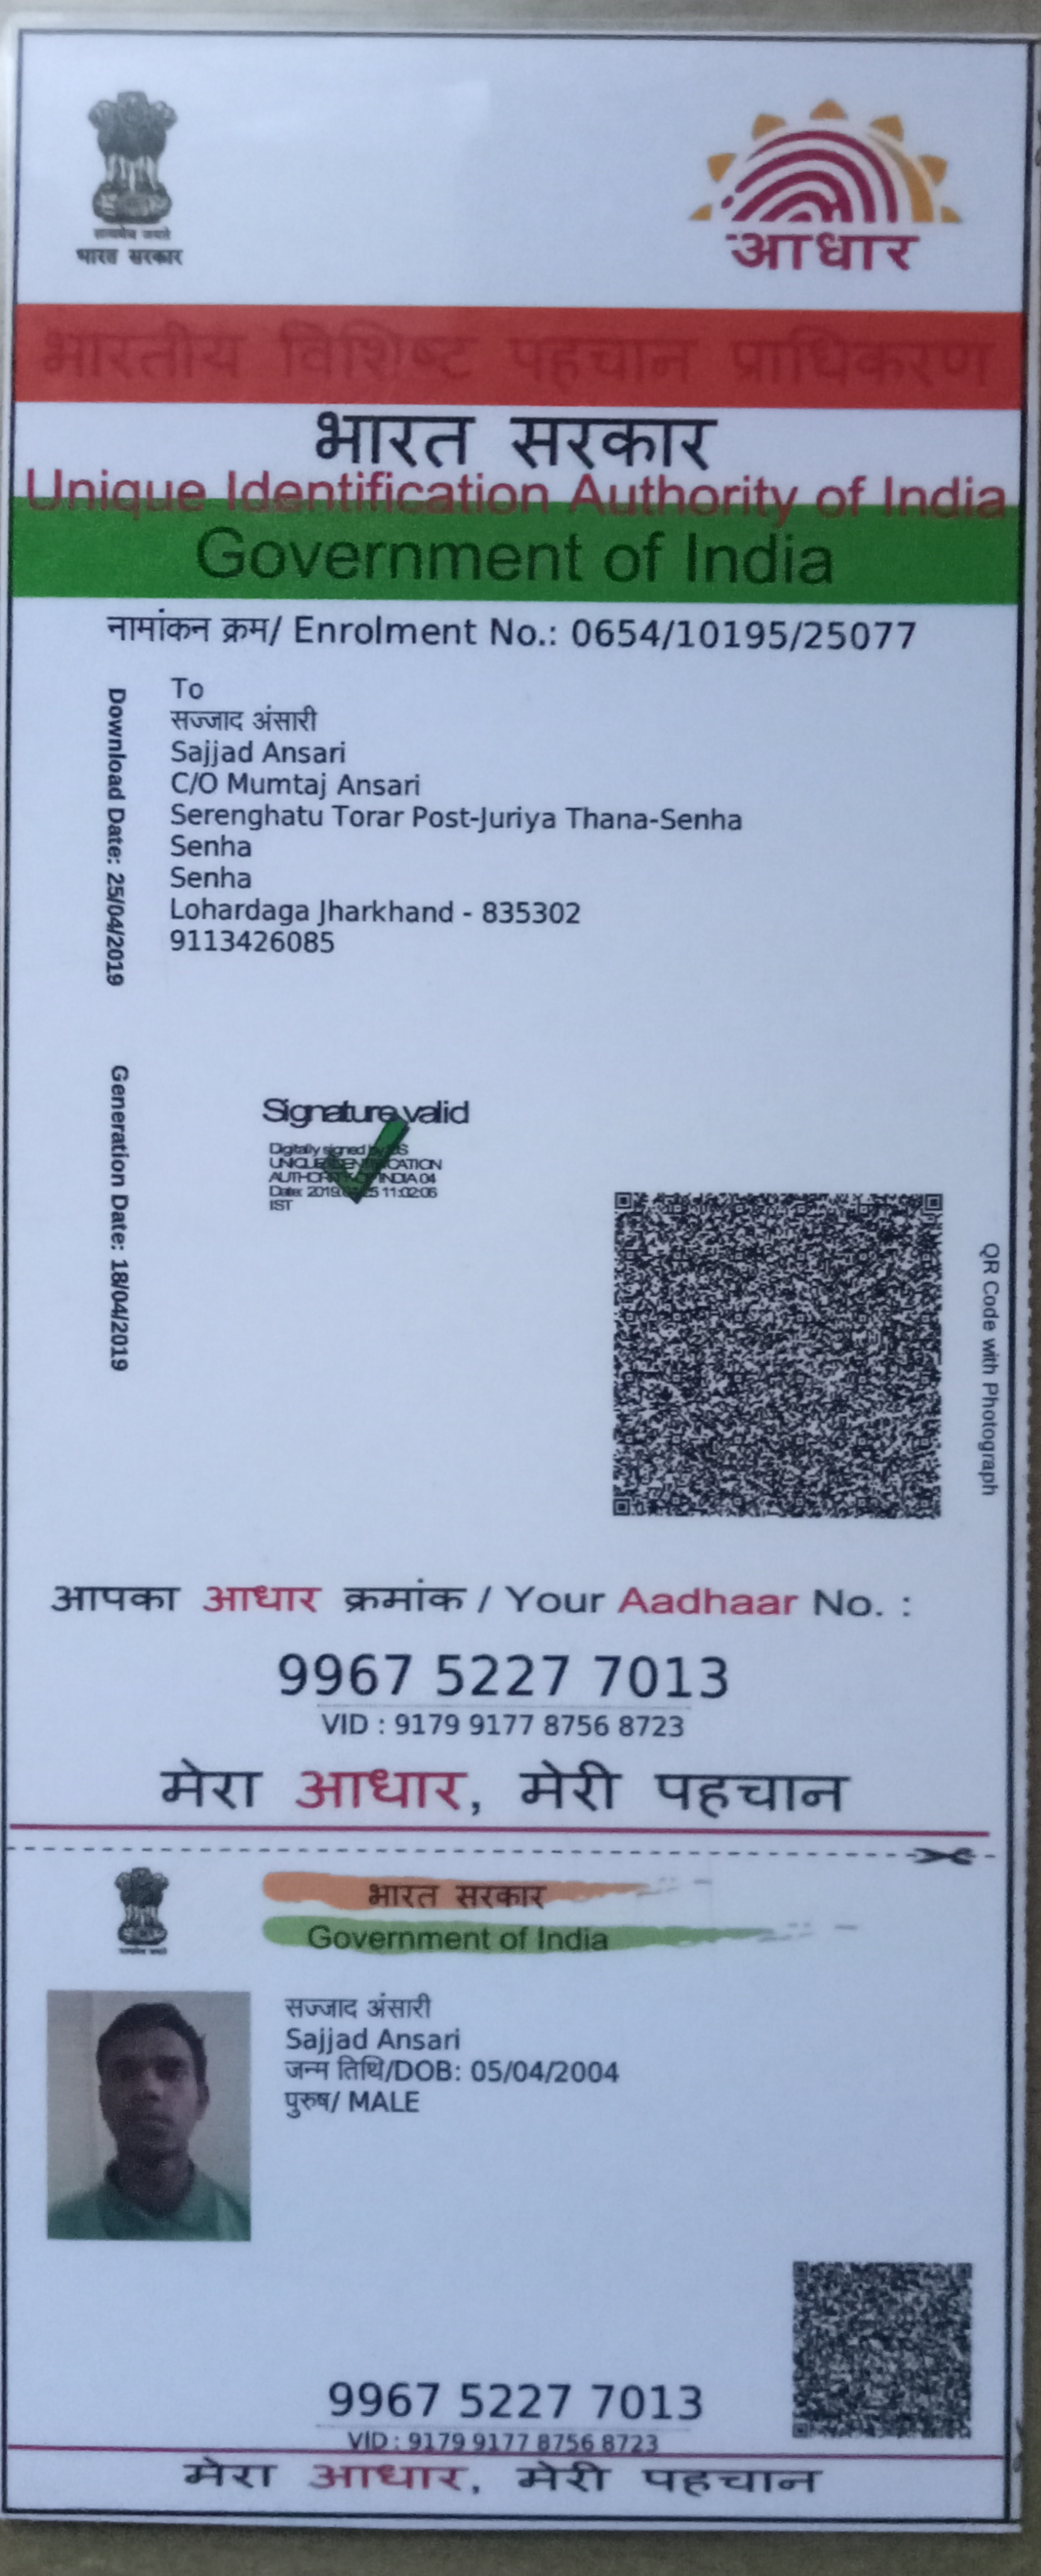 सत्यमेव जयते
भारत सरकार
आधार
भारतीय विशिष्ट पहचान प्राधिकरण
भारत सरकार
Unique Identification Authority of India
Government of India
नामांकन क्रम/ Enrolment No.: 0654/10195/25077
Download Date: 25/04/2019
To
सज्जाद अंसारी
Sajjad Ansari
C/O Mumtaj Ansari
Serenghatu Torar Post-Juriya Thana-Senha
Senha
Senha
Lohardaga Jharkhand - 835302
9113426085
Generation Date: 18/04/2019
Signature valid
Digitally signed by DS
UNIQUE IDENTIFICATION
AUTHORITY OF INDIA 04
Date: 11:02:06
IST
QR Code with Photograph
आपका आधार क्रमांक / Your Aadhaar No. :
9967 5227 7013
VID : 9179 9177 8756 8723
मेरा आधार, मेरी पहचान
भारत सरकार
Government of India
सज्जाद अंसारी
Sajjad Ansari
जन्म तिथि/DOB: 05/04/2004
पुरुष/ MALE
9967 5227 7013
VID : 9179 9177 8756 8723
मेरा आधार, मेरी पहचान